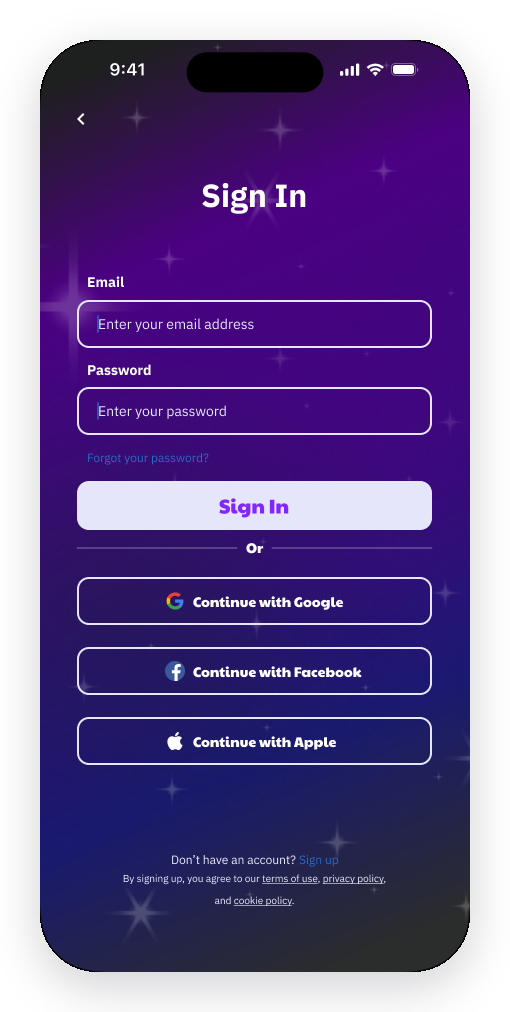 9:41
Sign In
Email
Enter your email address
Password
Enter your password
Forgot your password?
Sign In
Or
Continue with Google
Continue with Facebook
Continue with Apple
Don't have an account? Sign up
By signing up, you agree to our terms of use, privacy policy,
and cookie policy.